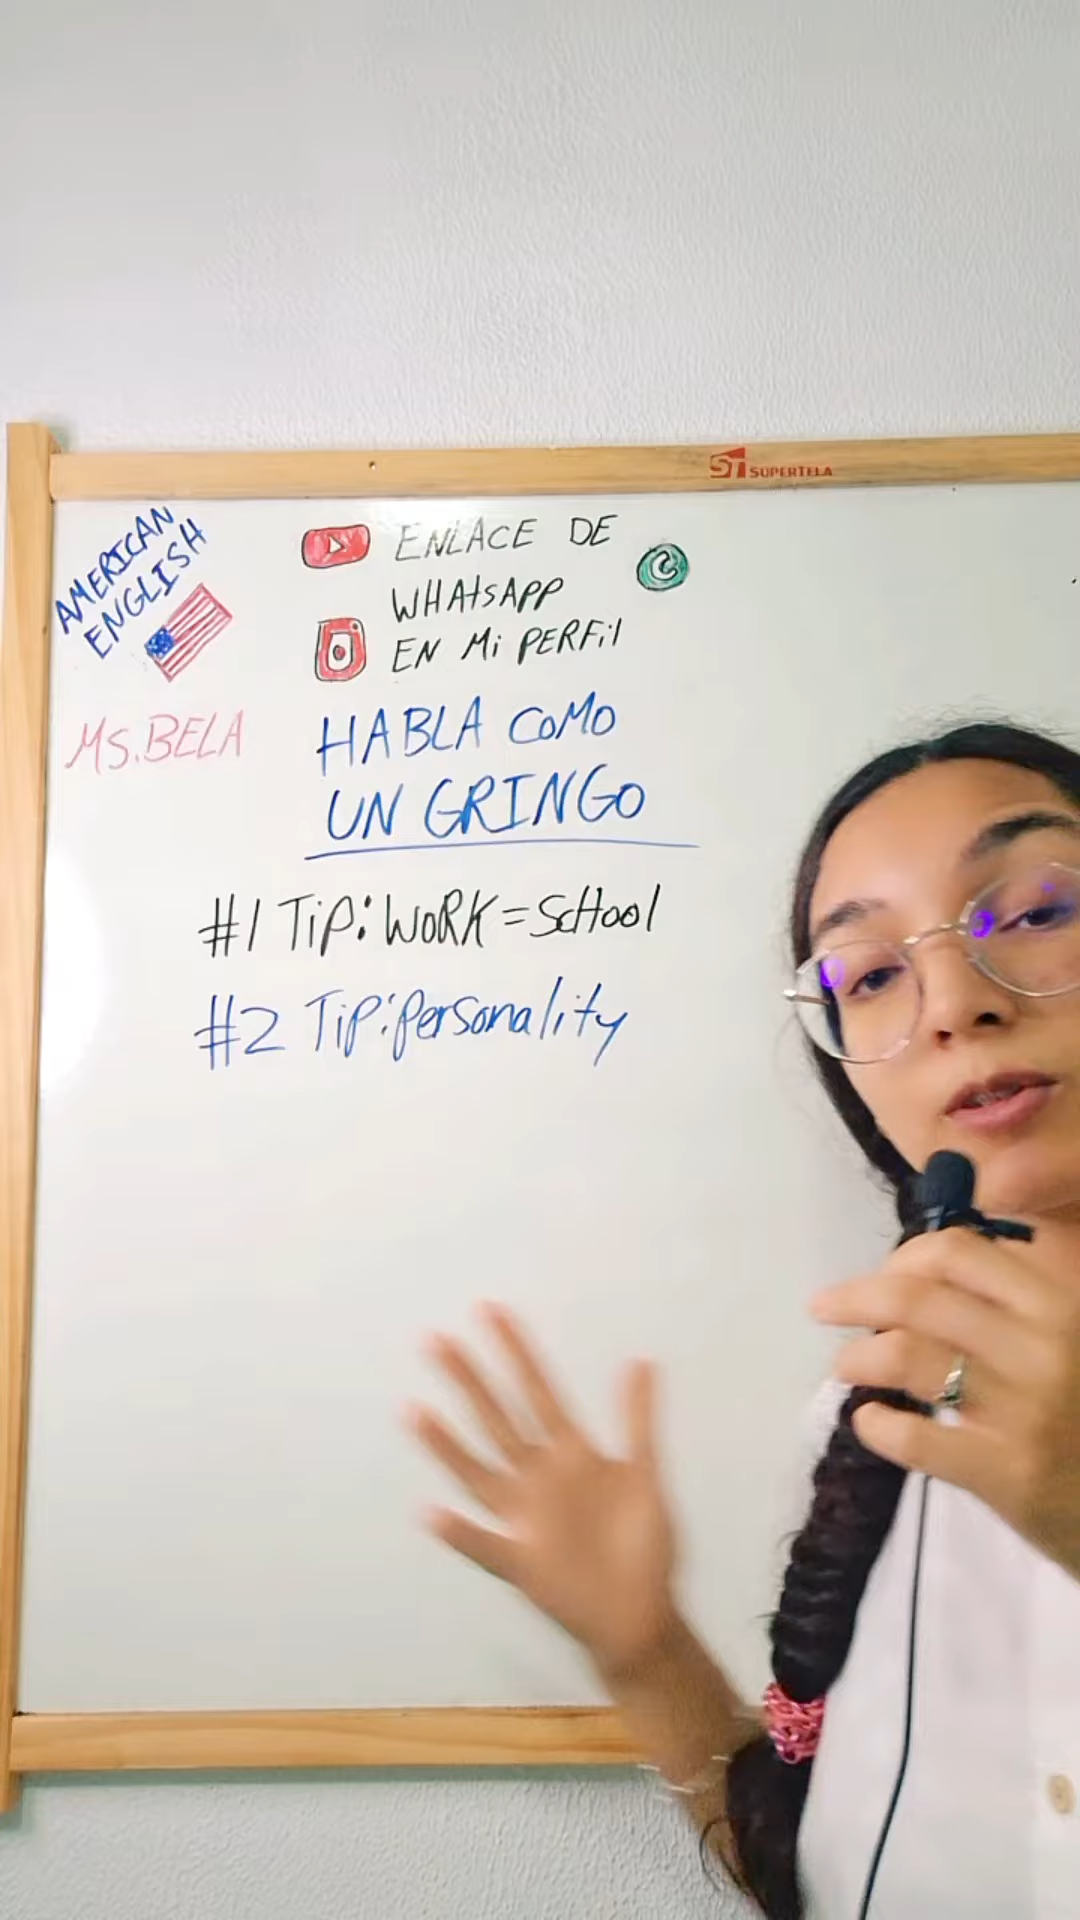 ST SUPERTELA
AMERICAN
ENGLISH
ENLACE DE
WHAtsAPP
EN Mi PERFil
MS.BELA
HABLA COMO
UN GRINGO
#1 TiP: WORK = SCHool
#2 TiP: personality